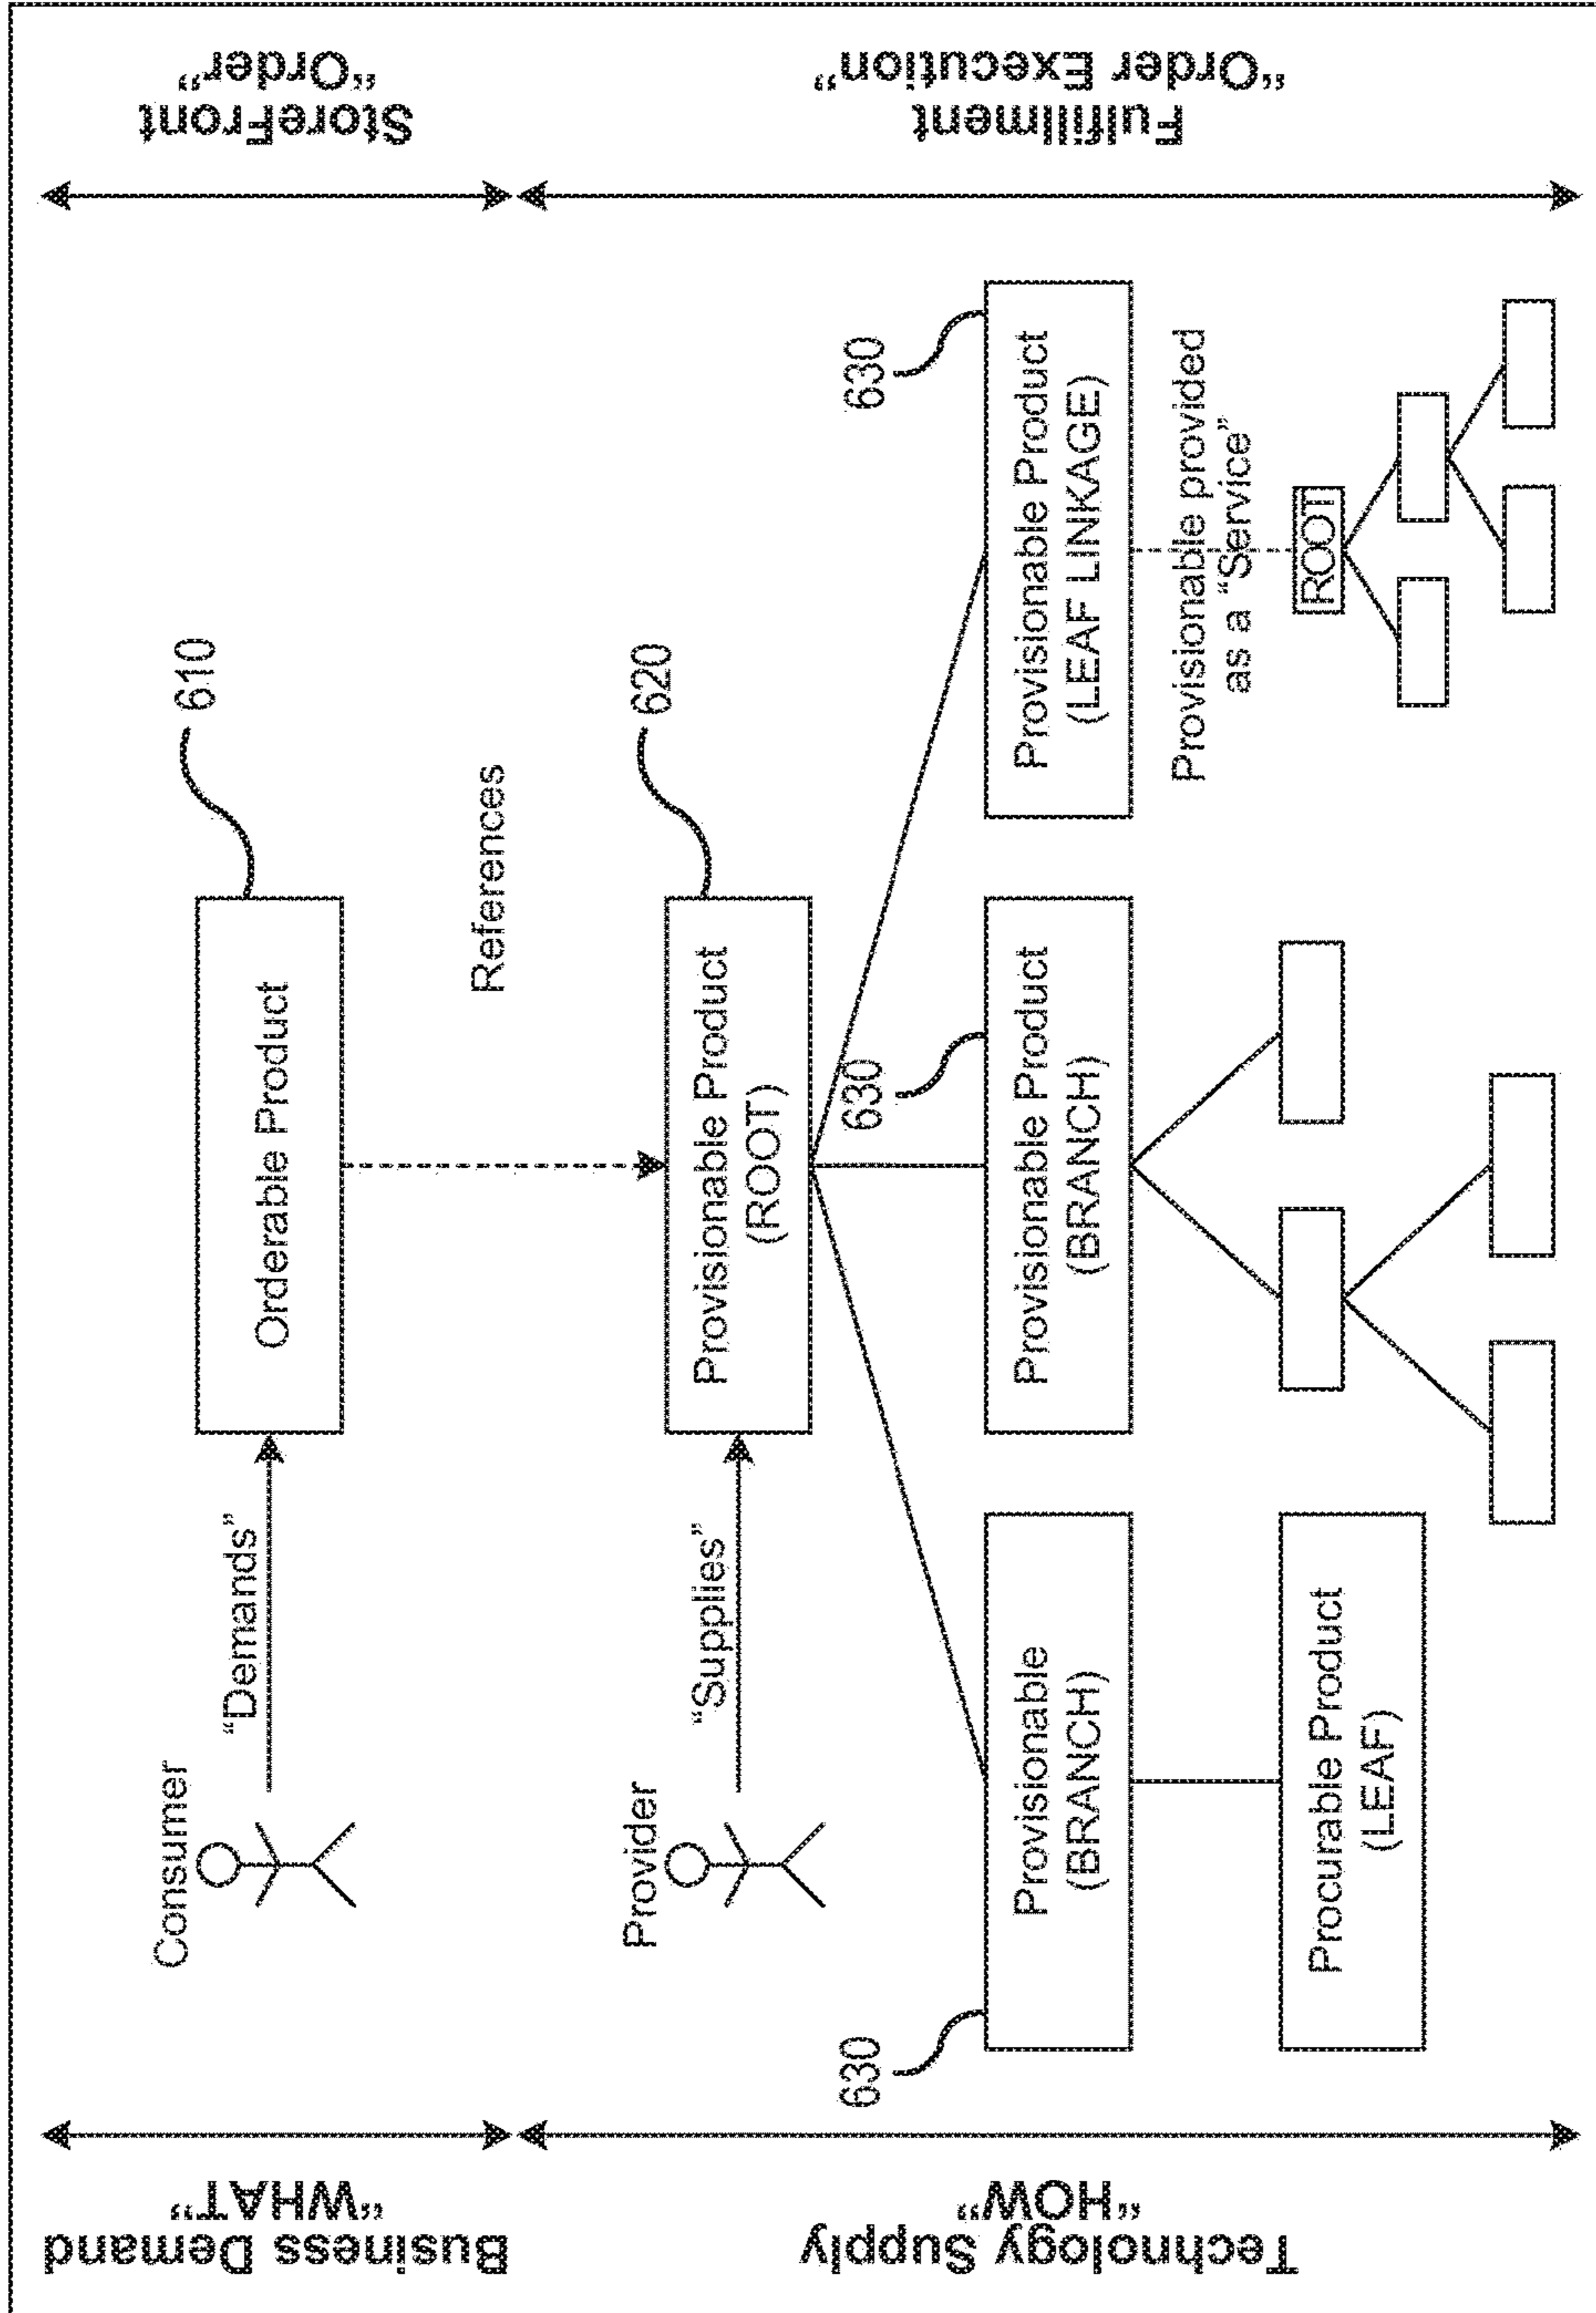 Business Demand
“WHAT”
StoreFront
“Order”
Consumer
“Demands”
Orderable Product
610
References
Technology Supply
“HOW”
Fulfillment
“Order Execution”
Provider
“Supplies”
Provisionable Product
(ROOT)
620
630
Provisionable
(BRANCH)
630
Provisionable Product
(BRANCH)
630
Provisionable Product
(LEAF LINKAGE)
Procurable Product
(LEAF)
Provisionable provided
as a “Service”
ROOT